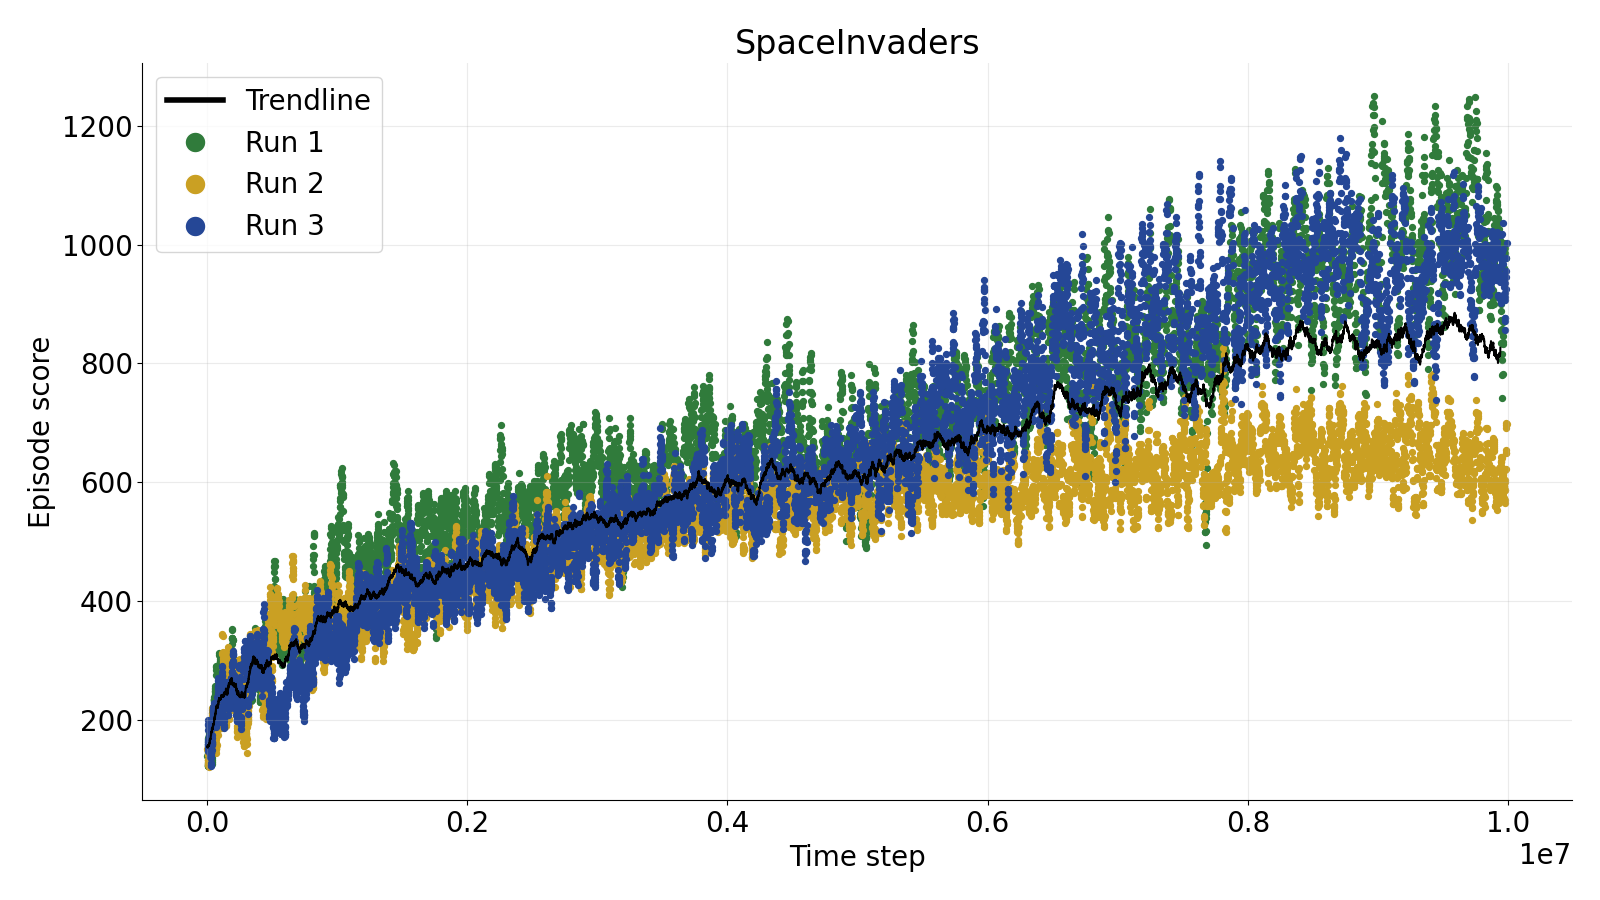 SpaceInvaders
Trendline
Run 1
Run 2
Run 3
Episode score
1200
1000
800
600
400
200
0.0 0.2 0.4 0.6 0.8 1.0
1e7
Time step